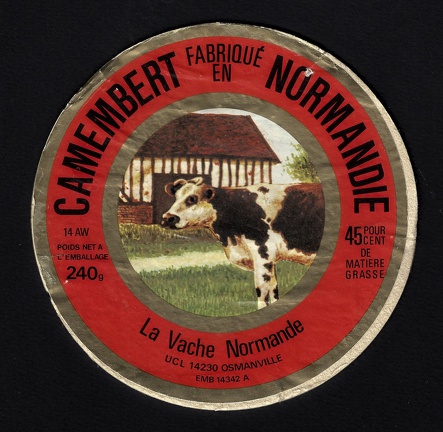 CAMEMBERT FABRIQUÉ EN NORMANDIE
14 AW
POIDS NET A
L'EMBALLAGE
240g
45 POUR CENT
DE
MATIERE
GRASSE
La Vache Normande
UCL 14230 OSMANVILLE
EMB 14342 A